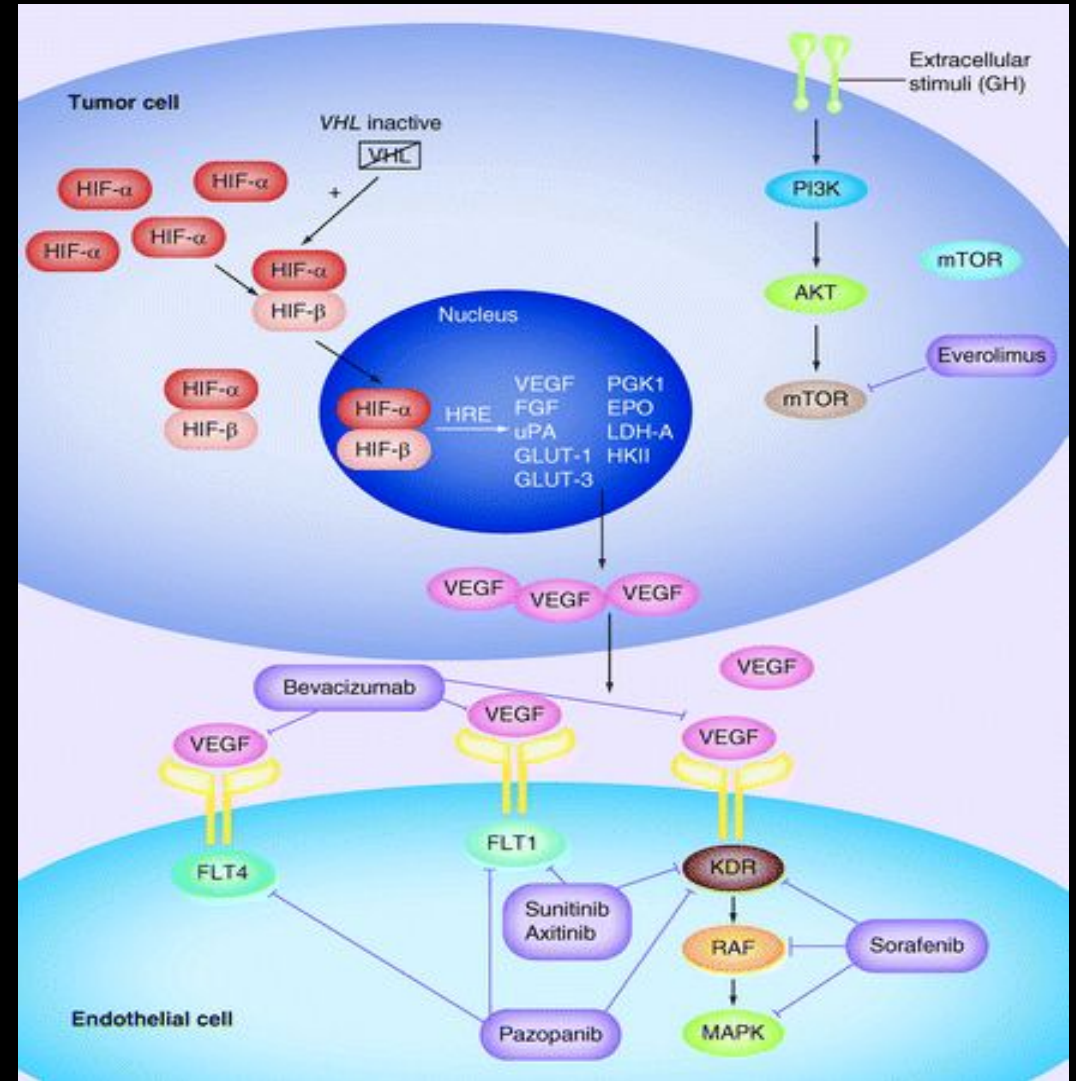 Extracellular
stimuli (GH)
Tumor cell
VHL inactive
VHL
+
HIF-α
HIF-α
HIF-α
HIF-α
HIF-α
HIF-β
PI3K
mTOR
AKT
Everolimus
mTOR
Nucleus
HIF-α
HIF-β
HIF-α
HIF-β
HRE
VEGF PGK1
FGF EPO
uPA LDH-A
GLUT-1 HKII
GLUT-3
VEGF
VEGF
VEGF
VEGF
Bevacizumab
VEGF
VEGF
VEGF
FLT4
FLT1
KDR
Sunitinib
Axitinib
RAF
Sorafenib
Endothelial cell
Pazopanib
MAPK